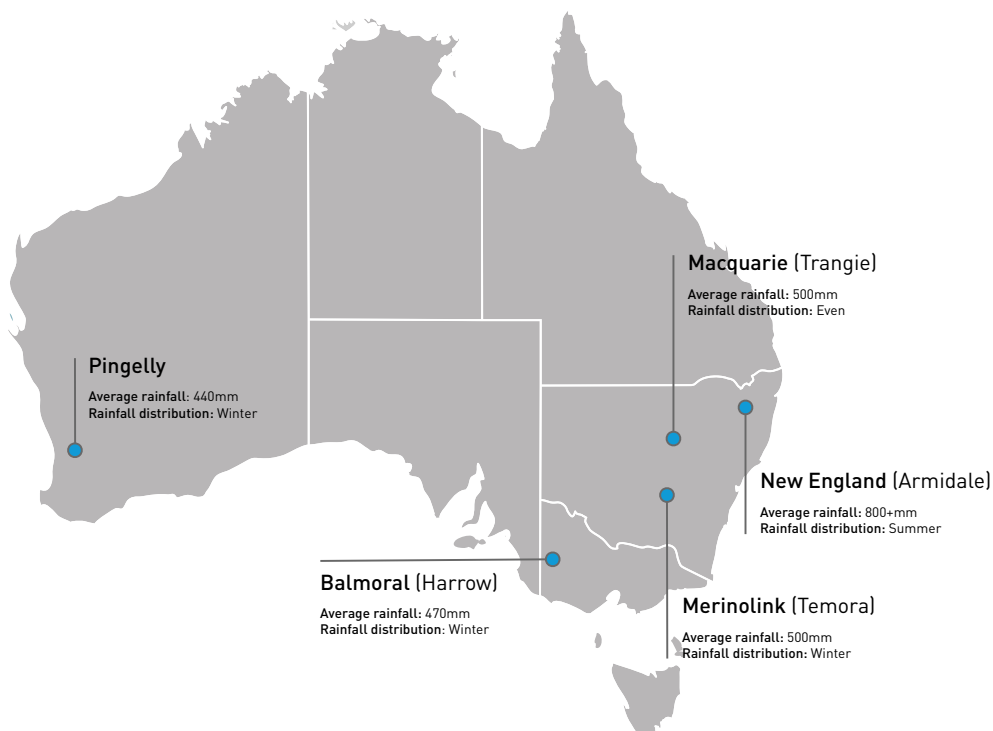 Macquarie (Trangie)
Average rainfall: 500mm
Rainfall distribution: Even
Pingelly
Average rainfall: 440mm
Rainfall distribution: Winter
New England (Armidale)
Average rainfall: 800+mm
Rainfall distribution: Summer
Balmoral (Harrow)
Average rainfall: 470mm
Rainfall distribution: Winter
Merinolink (Temora)
Average rainfall: 500mm
Rainfall distribution: Winter